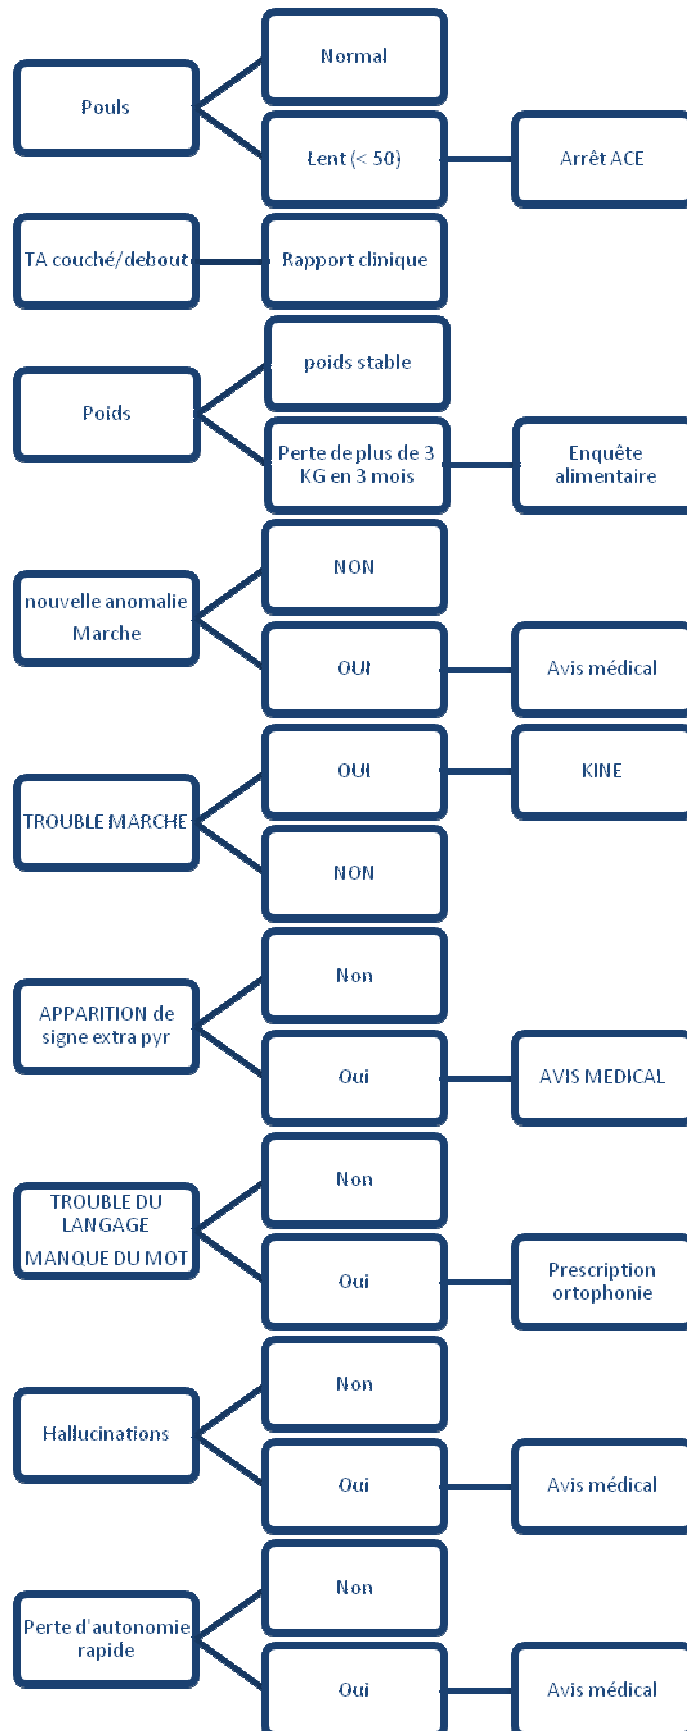 Normal
Pouls
Lent (< 50)
Arrêt ACE
TA couché/debout
Rapport clinique
poids stable
Poids
Perte de plus de 3
KG en 3 mois
Enquête
alimentaire
NON
nouvelle anomalie
Marche
OUI
Avis médical
OUI
KINE
TROUBLE MARCHE
NON
Non
APPARITION de
signe extra pyr
Oui
AVIS MEDICAL
Non
TROUBLE DU
LANGAGE
MANQUE DU MOT
Oui
Prescription
ortophonie
Non
Hallucinations
Oui
Avis médical
Non
Perte d'autonomie
rapide
Oui
Avis médical